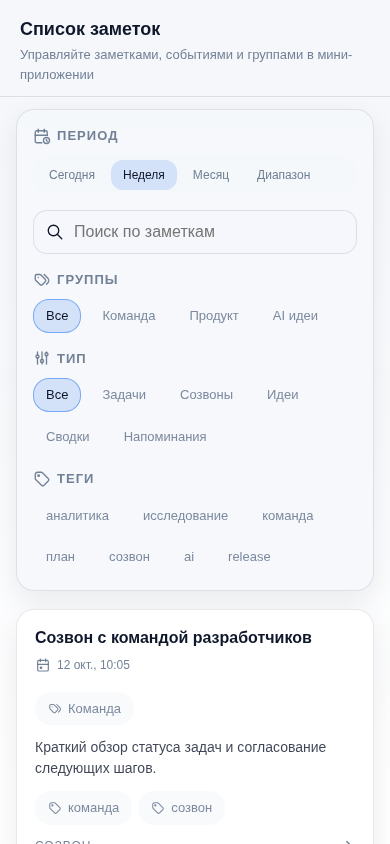 Список заметок
Управляйте заметками, событиями и группами в мини-
приложении
ПЕРИОД
Сегодня Неделя Месяц Диапазон
Поиск по заметкам
ГРУППЫ
Все Команда Продукт AI идеи
ТИП
Все Задачи Созвоны Идеи
Сводки Напоминания
ТЕГИ
аналитика исследование команда
план созвон ai release
Созвон с командой разработчиков
12 окт., 10:05
Команда
Краткий обзор статуса задач и согласование
следующих шагов.
команда созвон
СОЗВОН